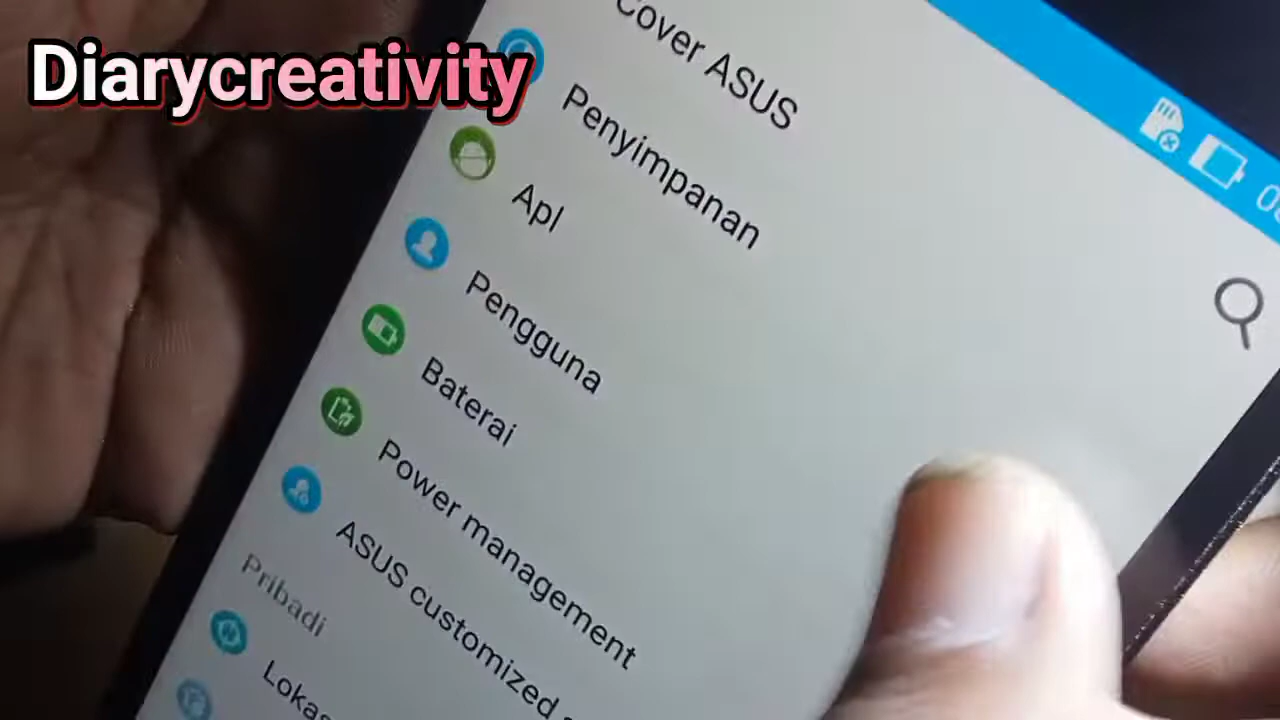 Diarycreativity
Cover ASUS
Penyimpanan
Apl
Pengguna
Baterai
Power management
ASUS customized
Pribadi